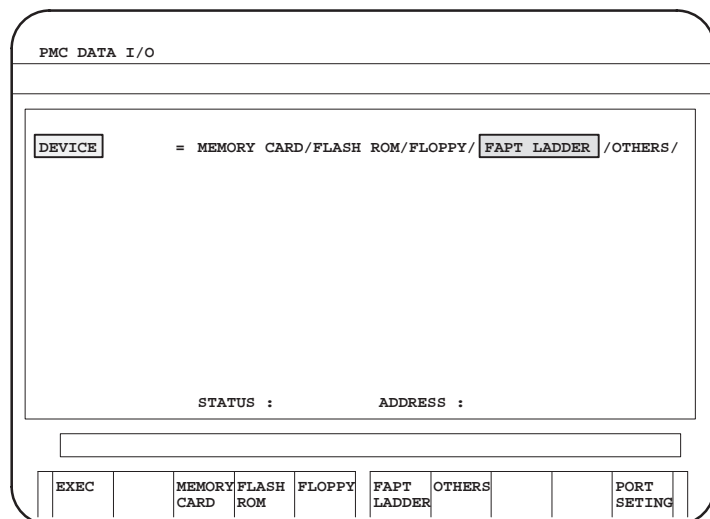 PMC DATA I/O
DEVICE = MEMORY CARD/FLASH ROM/FLOPPY/ FAPT LADDER /OTHERS/
STATUS : ADDRESS :
EXEC MEMORY CARD FLASH ROM FLOPPY FAPT LADDER OTHERS PORT SETING